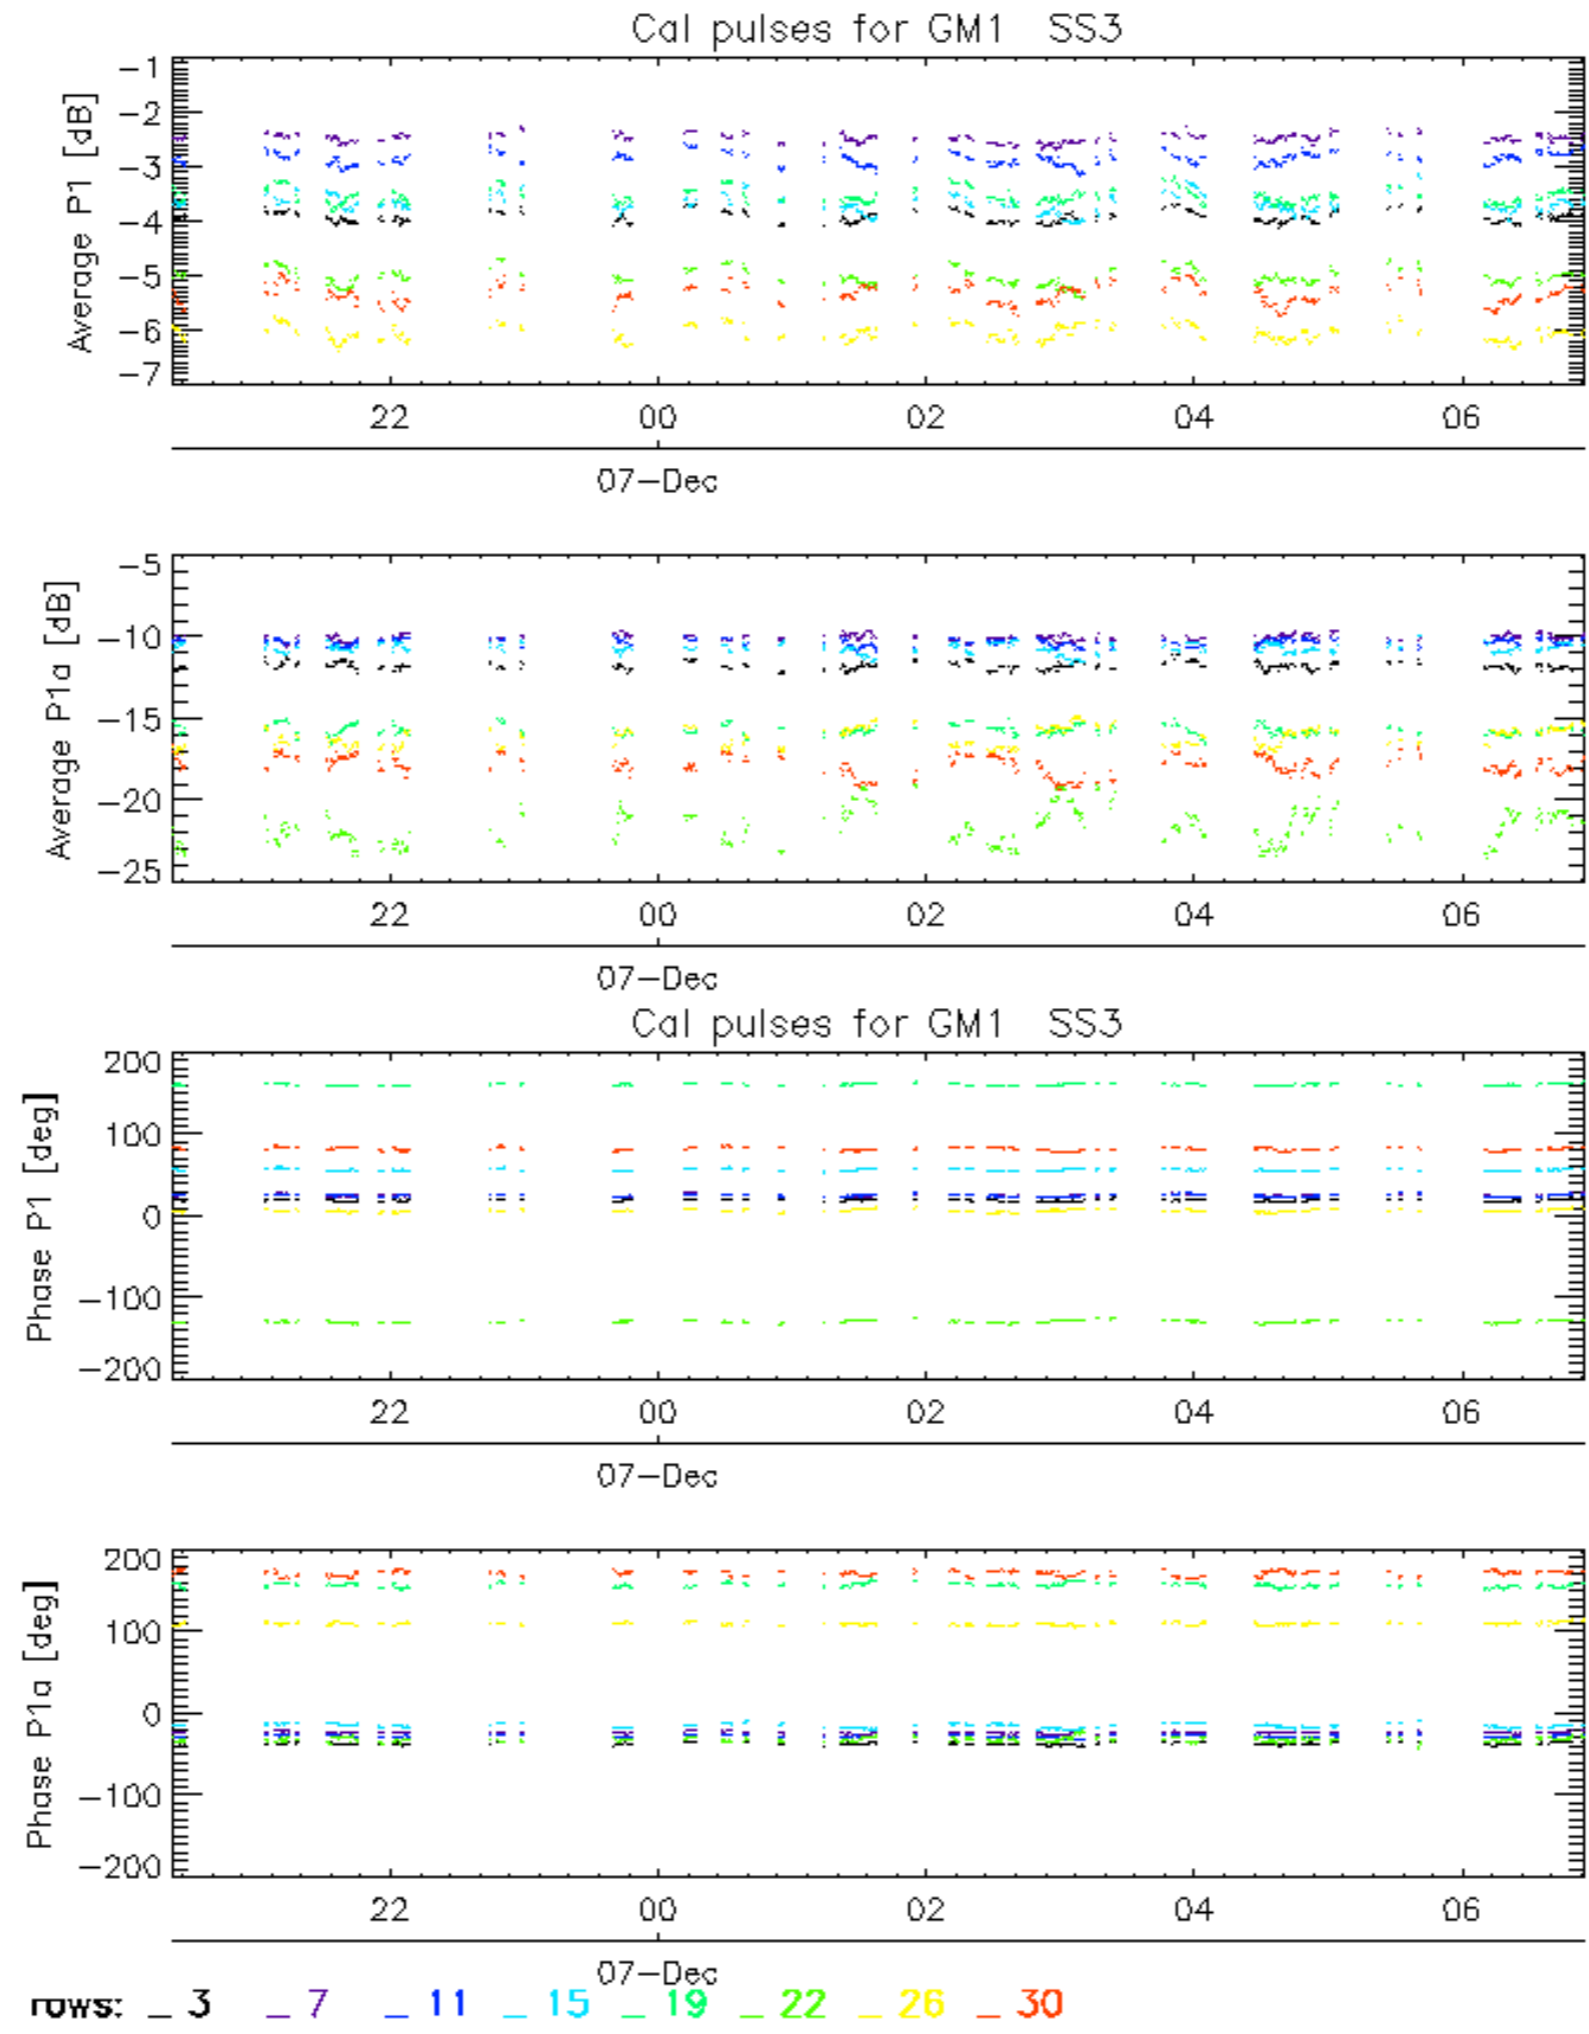 Cal pulses for GM1 SS3
Average P1 [dB]
-1
-2
-3
-4
-5
-6
-7
22 00 02 04 06
07-Dec
Average P1a [dB]
-5
-10
-15
-20
-25
22 00 02 04 06
07-Dec
Cal pulses for GM1 SS3
Phase P1 [deg]
200
100
0
-100
-200
22 00 02 04 06
07-Dec
Phase P1a [deg]
200
100
0
-100
-200
22 00 02 04 06
07-Dec
rows: _ 3 _ 7 _ 11 _ 15 _ 19 _ 22 _ 26 _ 30